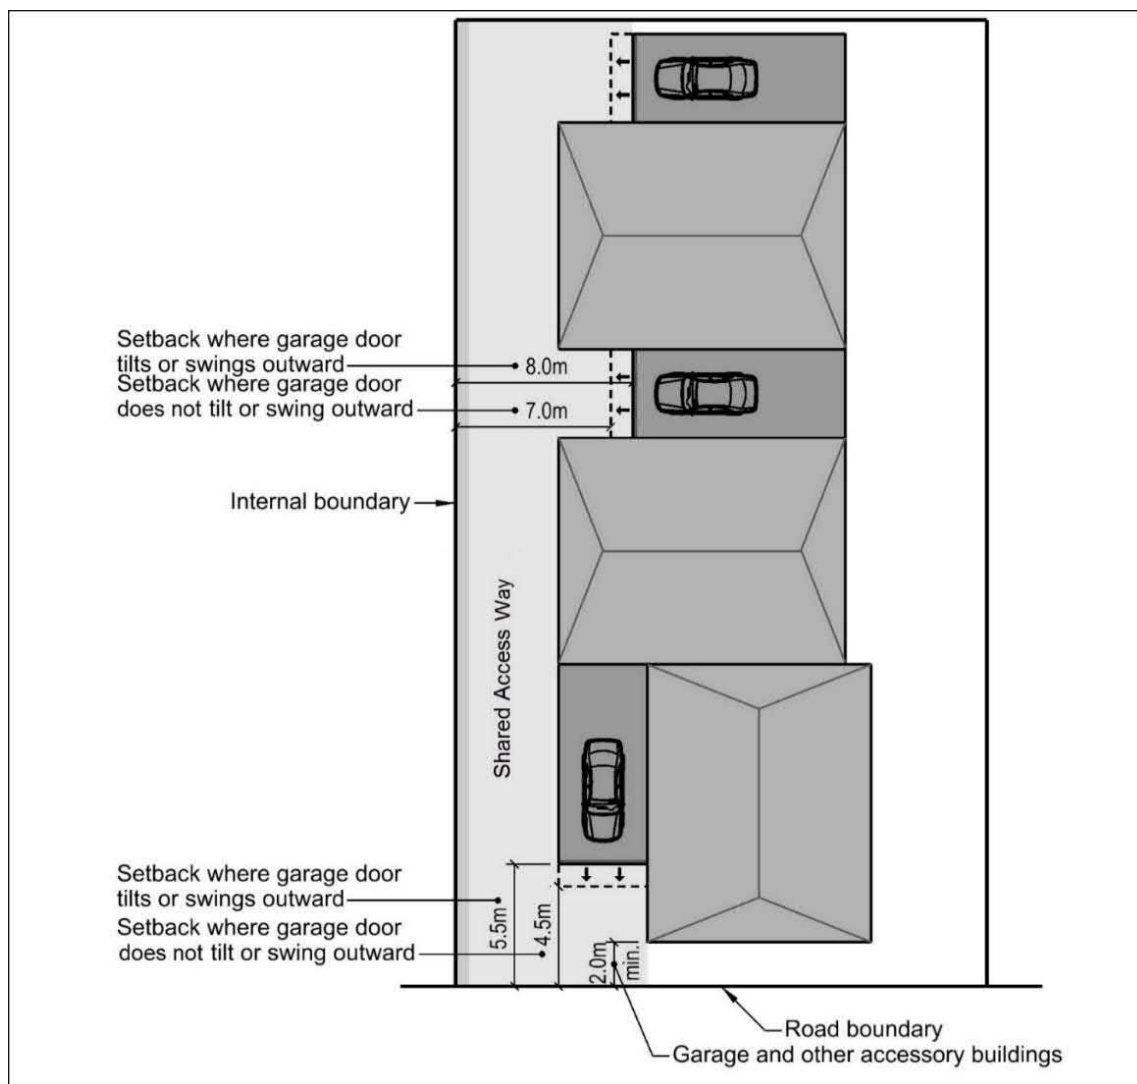 Setback where garage door
tilts or swings outward
8.0m
Setback where garage door
does not tilt or swing outward
7.0m
Internal boundary
Shared Access Way
Setback where garage door
tilts or swings outward
5.5m
Setback where garage door
does not tilt or swing outward
4.5m
2.0m
min.
Road boundary
Garage and other accessory buildings